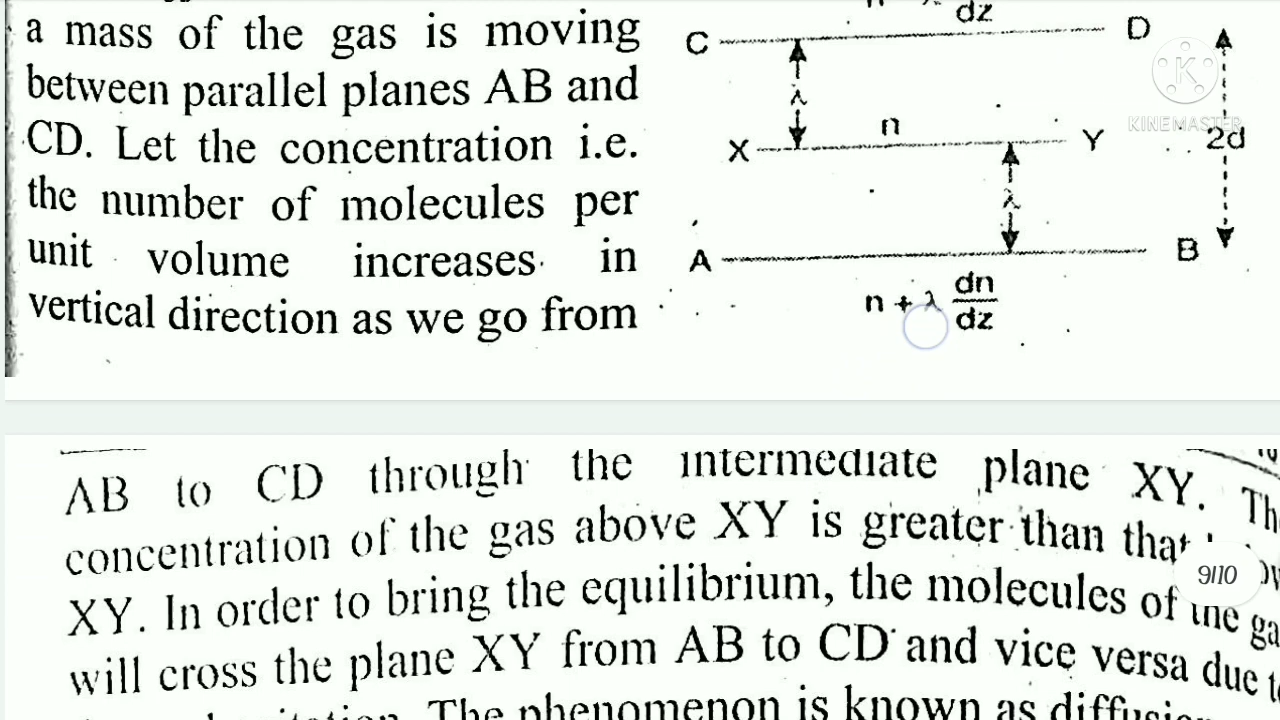 a mass of the gas is moving
between parallel planes AB and
CD. Let the concentration i.e.
the number of molecules per
unit volume increases in
vertical direction as we go from
dz
C D
λ
KINEMASTER
X n Y 2d
λ
A B
n + λ dn
dz
AB to CD through the intermediate plane XY.
concentration of the gas above XY is greater than that
XY. In order to bring the equilibrium, the molecules of the
will cross the plane XY from AB to CD and vice versa due
The phenomenon is known as
9/10